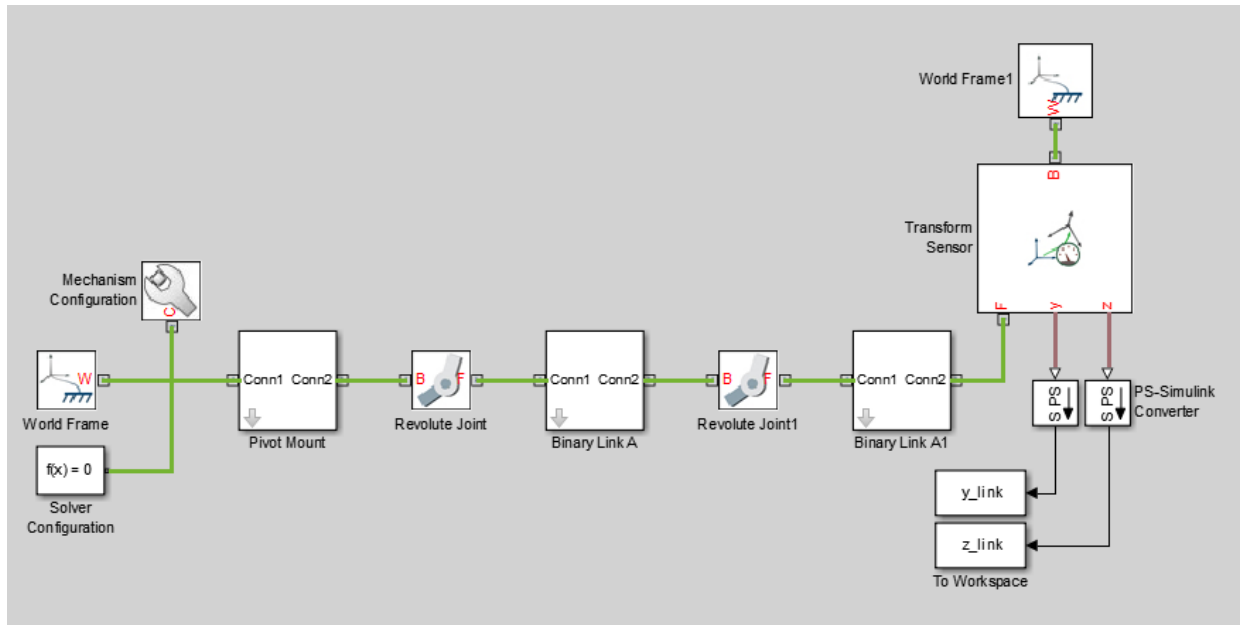 World Frame1
W
B
Transform
Sensor
F
y
z
Mechanism
Configuration
C
W
World Frame
Conn1 Conn2
Pivot Mount
B F
Revolute Joint
Conn1 Conn2
Binary Link A
B F
Revolute Joint1
Conn1 Conn2
Binary Link A1
S PS
S PS
PS-Simulink
Converter
f(x) = 0
Solver
Configuration
y_link
z_link
To Workspace